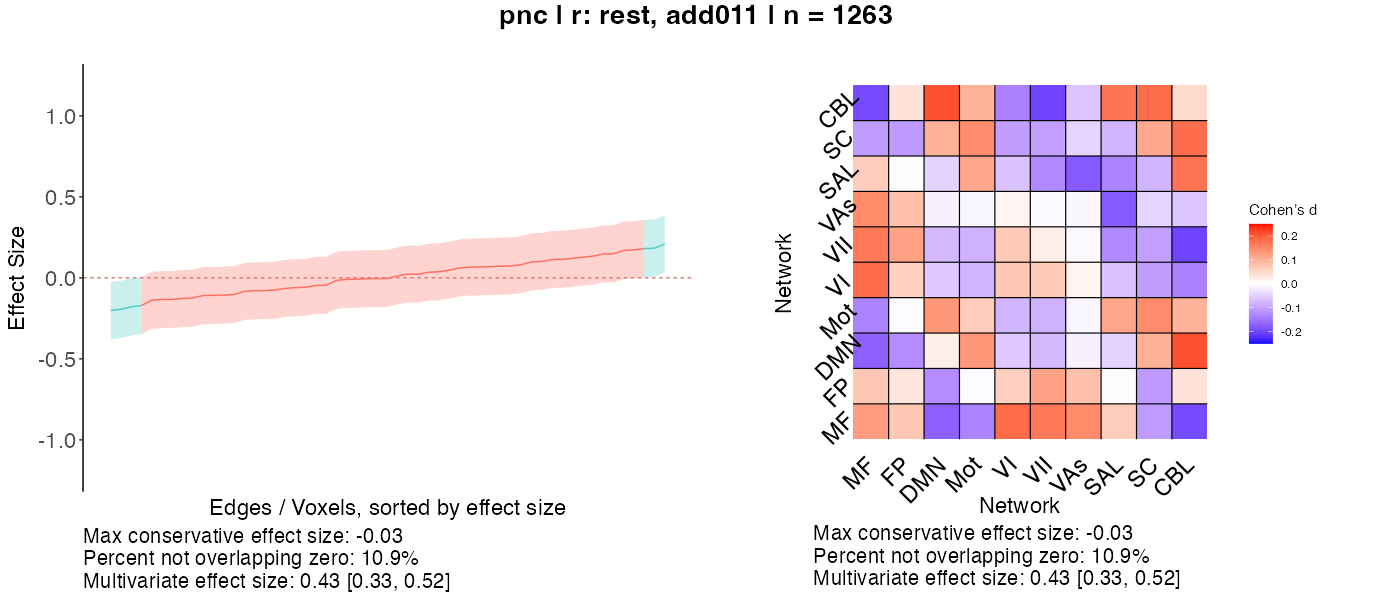 pnc | r: rest, add011 | n = 1263
1.0
0.5
0.0
-0.5
-1.0
Effect Size
Edges / Voxels, sorted by effect size
Max conservative effect size: -0.03
Percent not overlapping zero: 10.9%
Multivariate effect size: 0.43 [0.33, 0.52]
Network
CBL
SC
SAL
VAs
VII
VI
Mot
DMN
FP
MF
MF
FP
DMN
Mot
VI
VII
VAs
SAL
SC
CBL
Network
Max conservative effect size: -0.03
Percent not overlapping zero: 10.9%
Multivariate effect size: 0.43 [0.33, 0.52]
Cohen's d
0.2
0.1
0.0
-0.1
-0.2